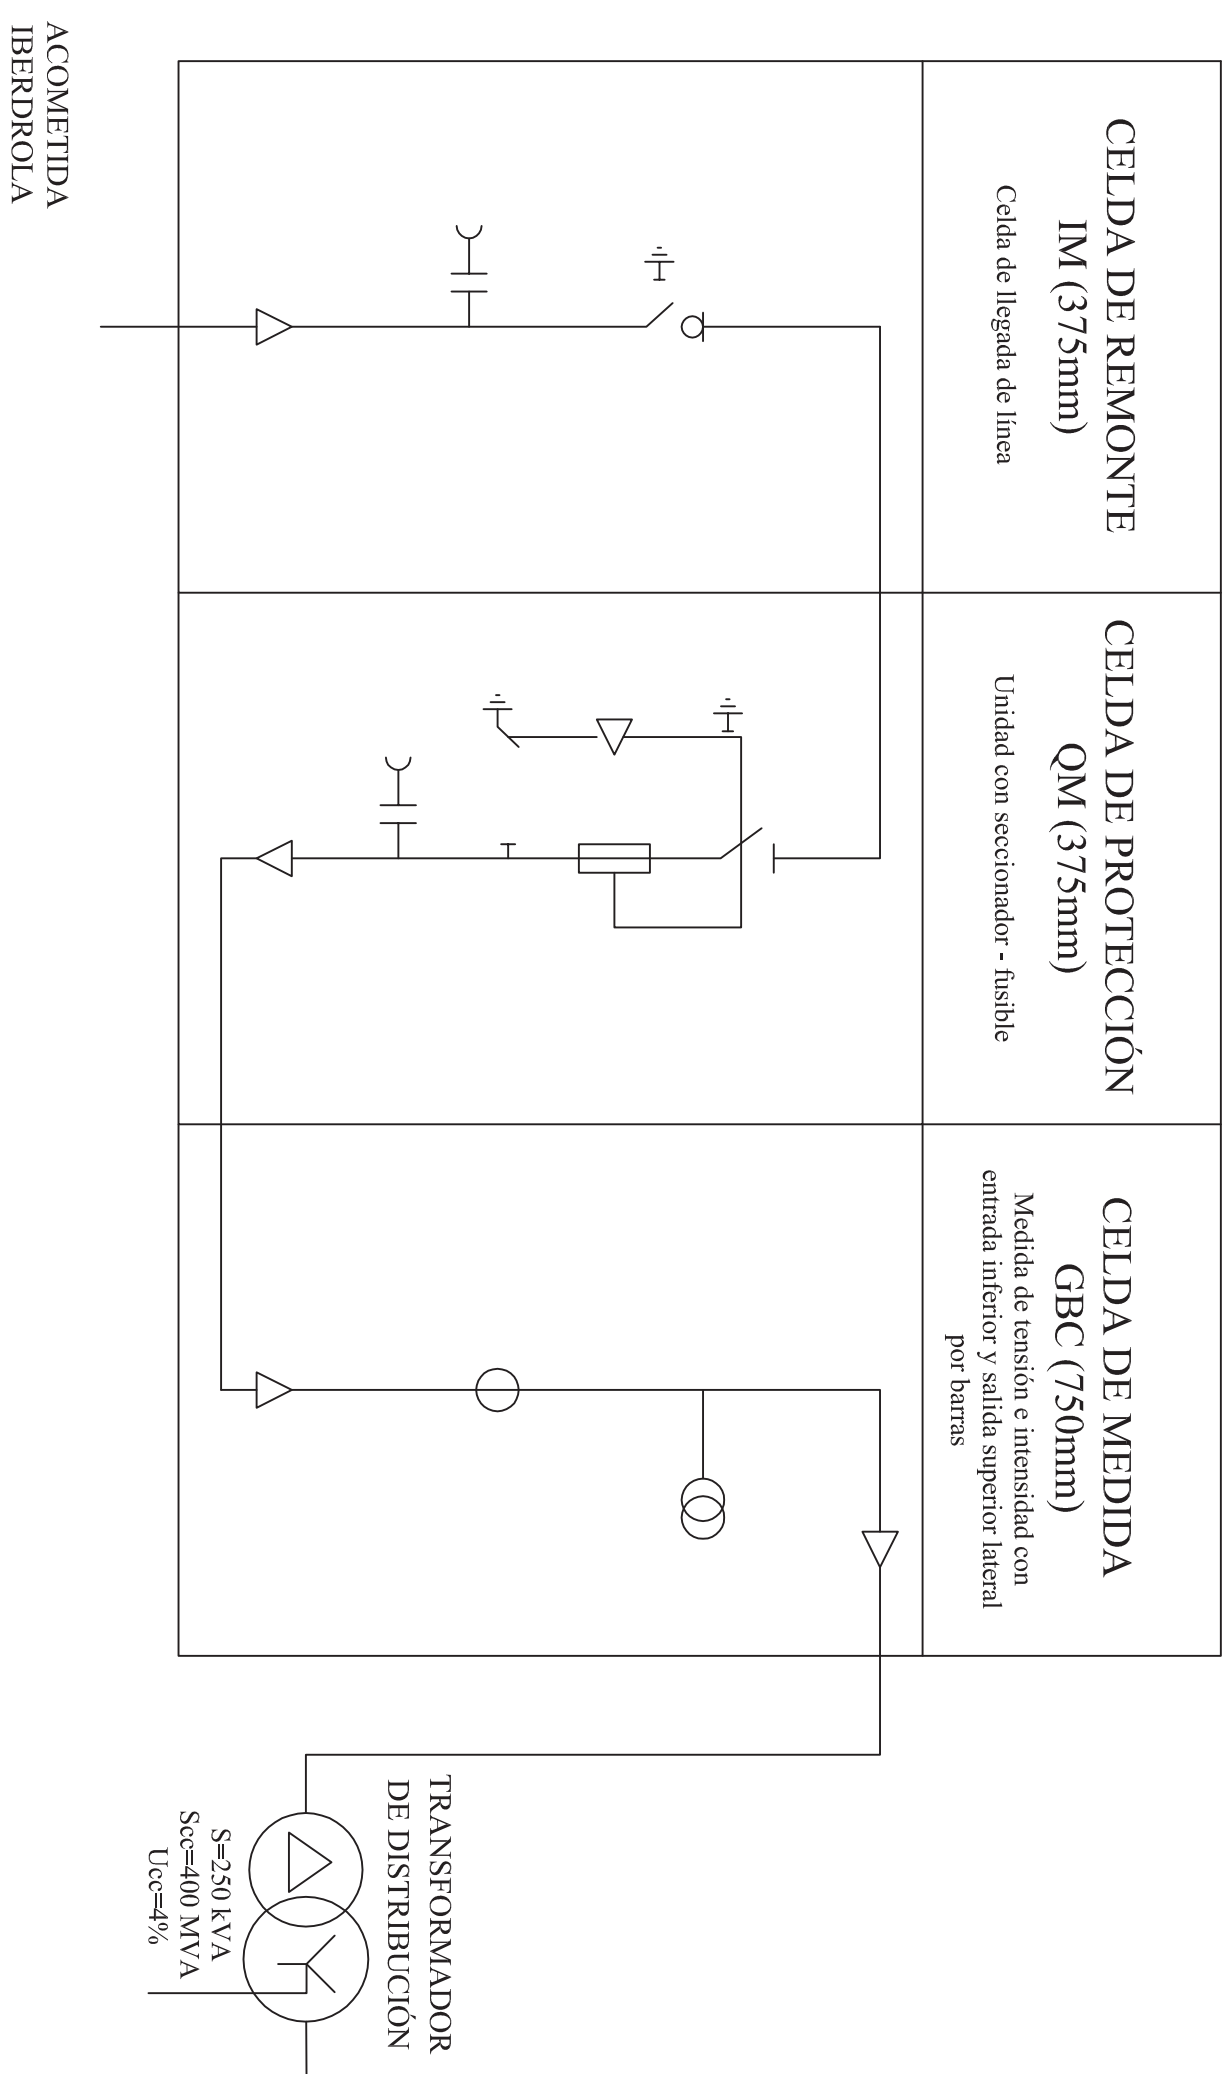 CELDA DE REMONTE
IM (375mm)
Celda de llegada de línea
CELDA DE PROTECCIÓN
QM (375mm)
Unidad con seccionador - fusible
CELDA DE MEDIDA
GBC (750mm)
Medida de tensión e intensidad con
entrada inferior y salida superior lateral
por barras
ACOMETIDA
IBERDROLA
TRANSFORMADOR
DE DISTRIBUCIÓN
S=250 kVA
Scc=400 MVA
Ucc=4%